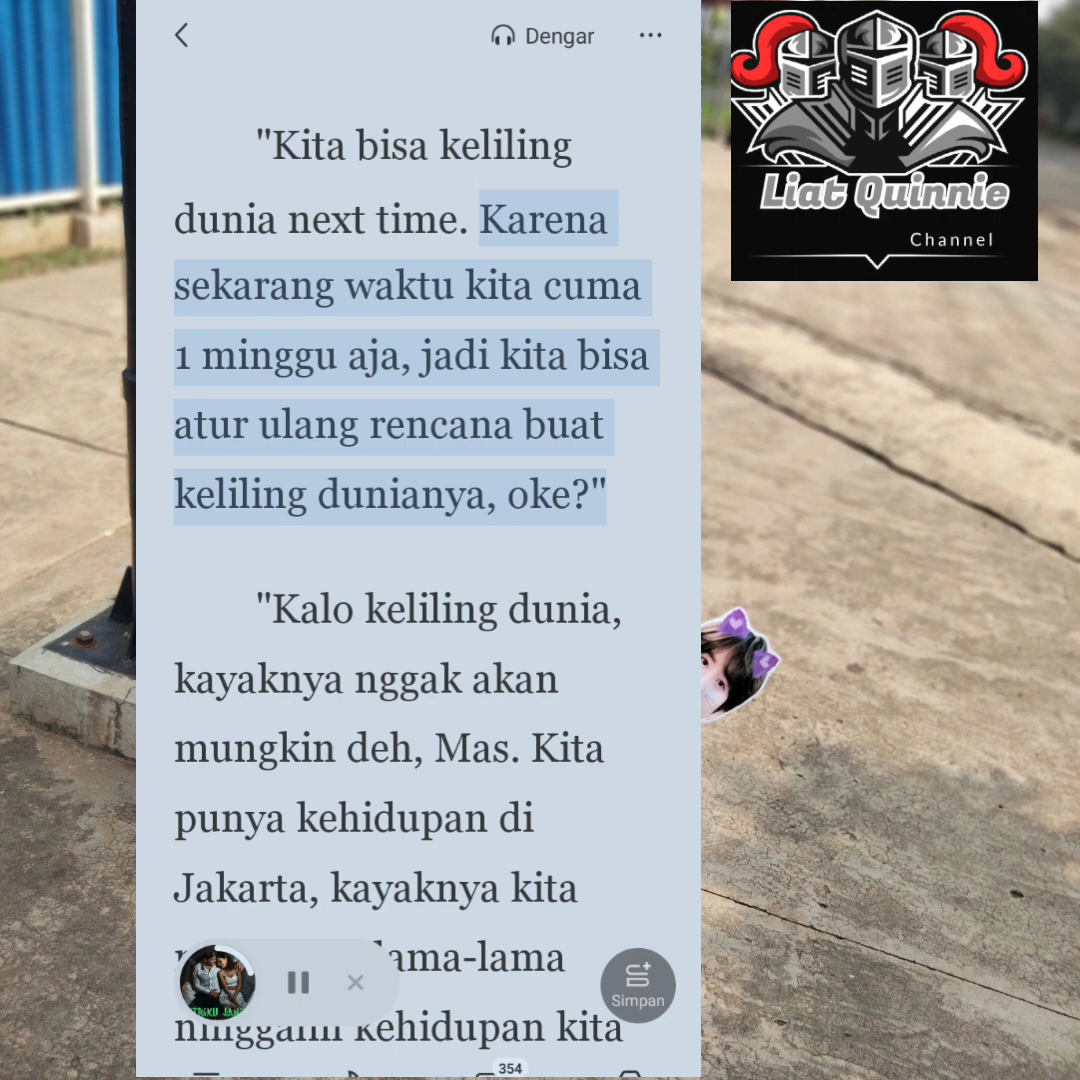 Dengar
"Kita bisa keliling
dunia next time. Karena
sekarang waktu kita cuma
1 minggu aja, jadi kita bisa
atur ulang rencana buat
keliling dunianya, oke?"
"Kalo keliling dunia,
kayaknya nggak akan
mungkin deh, Mas. Kita
punya kehidupan di
Jakarta, kayaknya kita
lama-lama
kehidupan kita
Simpan
354
Liat Quinnie
Channel